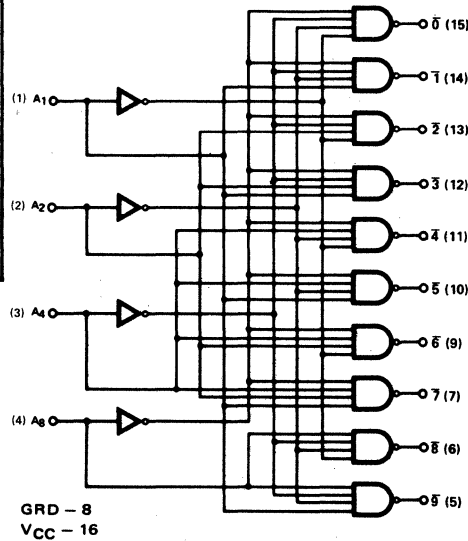 0̅ (15)
1̅ (14)
(1) A1
2̅ (13)
3̅ (12)
(2) A2
4̅ (11)
5̅ (10)
(3) A4
6̅ (9)
7̅ (7)
(4) A8
8̅ (6)
9̅ (5)
GRD – 8
VCC – 16